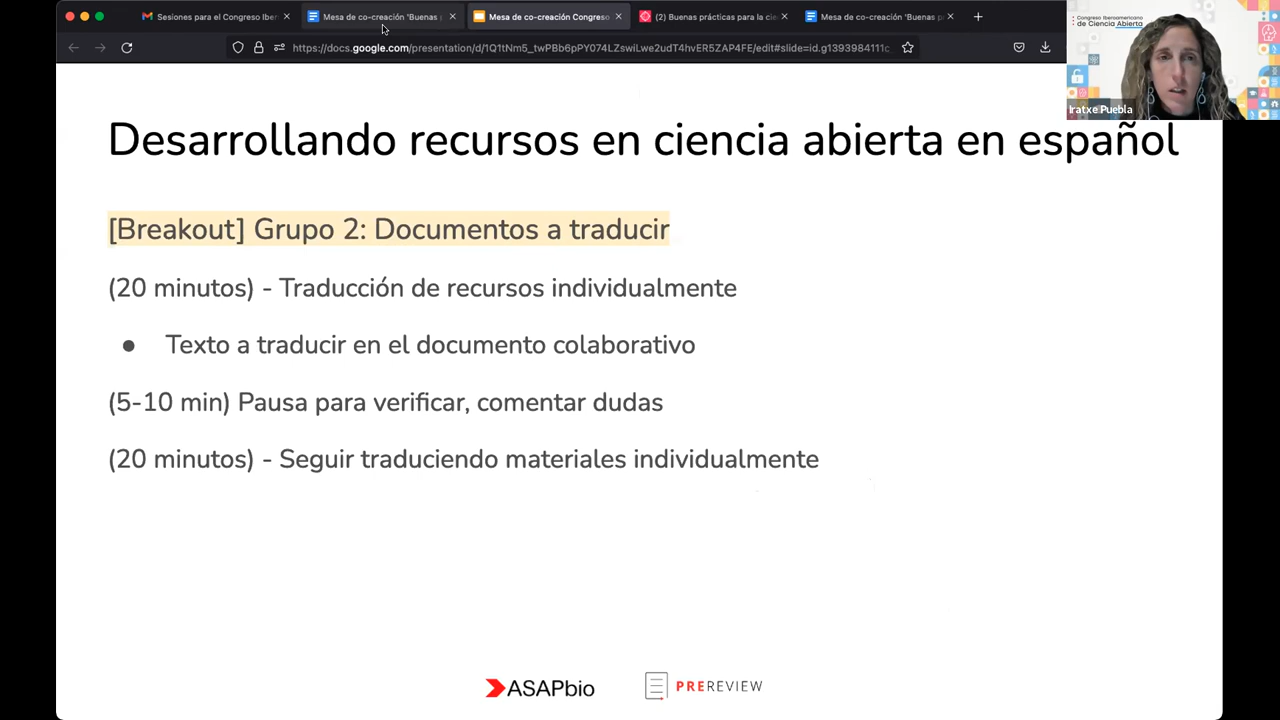 Sesiones para el Congreso Iber
Mesa de co-creación 'Buenas
Mesa de co-creación Congreso
(2) Buenas prácticas para la cie
Mesa de co-creación 'Buenas p
https://docs.google.com/presentation/d/1Q1tNm5_twPBb6pPY074LZswiLwe2udT4hvER5ZAP4FE/edit#slide=id.g1393984111c
Congreso Iberoamericano
de Ciencia Abierta
Iratxe Puebla
Desarrollando recursos en ciencia abierta en español
[Breakout] Grupo 2: Documentos a traducir
(20 minutos) - Traducción de recursos individualmente
● Texto a traducir en el documento colaborativo
(5-10 min) Pausa para verificar, comentar dudas
(20 minutos) - Seguir traduciendo materiales individualmente
ASAPbio
PREREVIEW